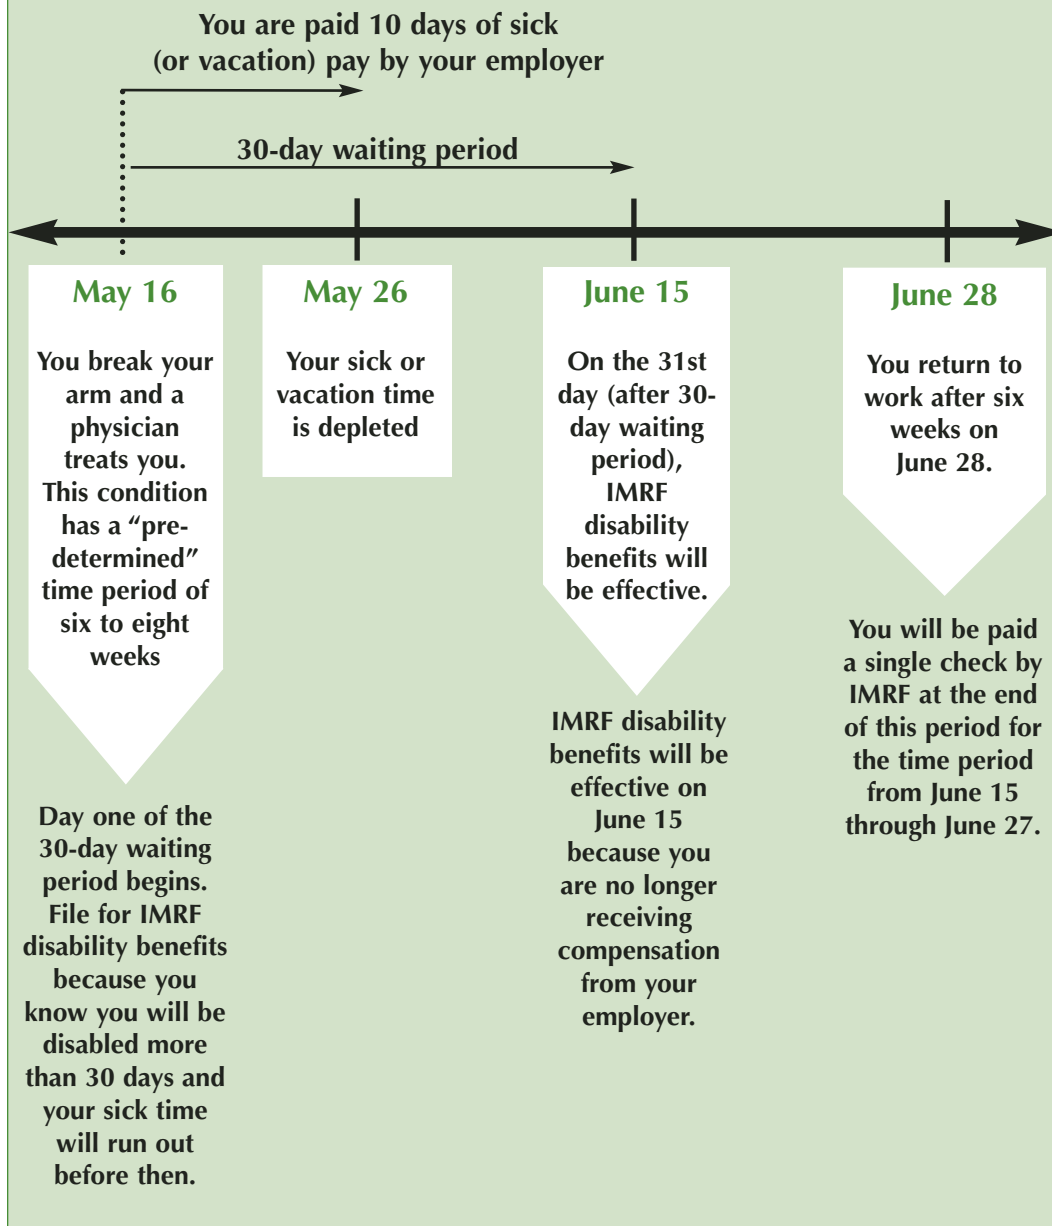 You are paid 10 days of sick
(or vacation) pay by your employer
30-day waiting period
May 16
You break your
arm and a
physician
treats you.
This condition
has a “pre-
determined”
time period of
six to eight
weeks
Day one of the
30-day waiting
period begins.
File for IMRF
disability benefits
because you
know you will be
disabled more
than 30 days and
your sick time
will run out
before then.
May 26
Your sick or
vacation time
is depleted
June 15
On the 31st
day (after 30-
day waiting
period),
IMRF
disability
benefits will
be effective.
IMRF disability
benefits will be
effective on
June 15
because you
are no longer
receiving
compensation
from your
employer.
June 28
You return to
work after six
weeks on
June 28.
You will be paid
a single check by
IMRF at the end
of this period for
the time period
from June 15
through June 27.